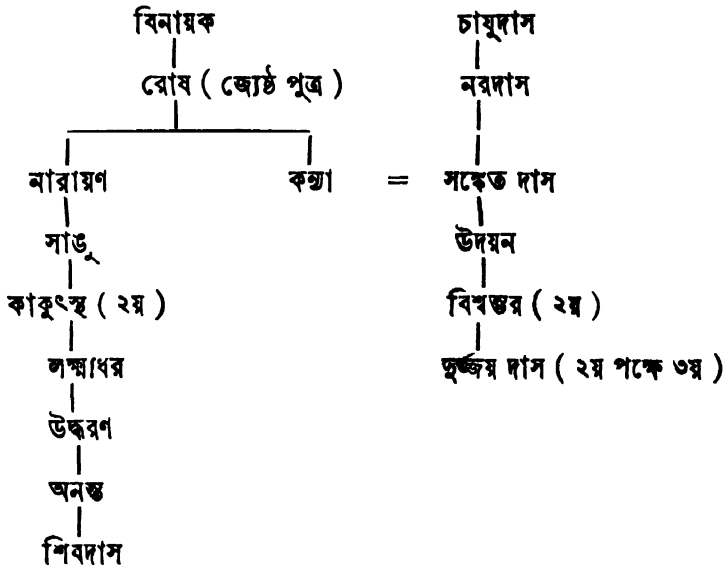 বিনায়ক চাযুদাস
রোষ ( জ্যেষ্ঠ পুত্র ) নরদাস
নারায়ণ কন্যা = সঙ্কেত দাস
সাঙু উদয়ন
কাকুৎস্থ ( ২য় ) বিশ্বম্ভর ( ২য় )
লক্ষ্মীধর দুর্জ্জয় দাস ( ২য় পক্ষে ৩য় )
উদ্ধরণ
অনন্ত
শিবদাস